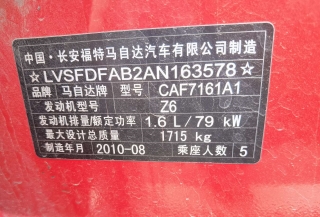 中国·长安福特马自达汽车有限公司制造
☆LVSFDFAB2AN163578☆
品牌 马自达牌 型号 CAF7161A1
发动机型号 Z6
发动机排量/额定功率 1.6 L/79 kW
最大设计总质量 1715 kg
制造年月 2010-08 乘座人数 5